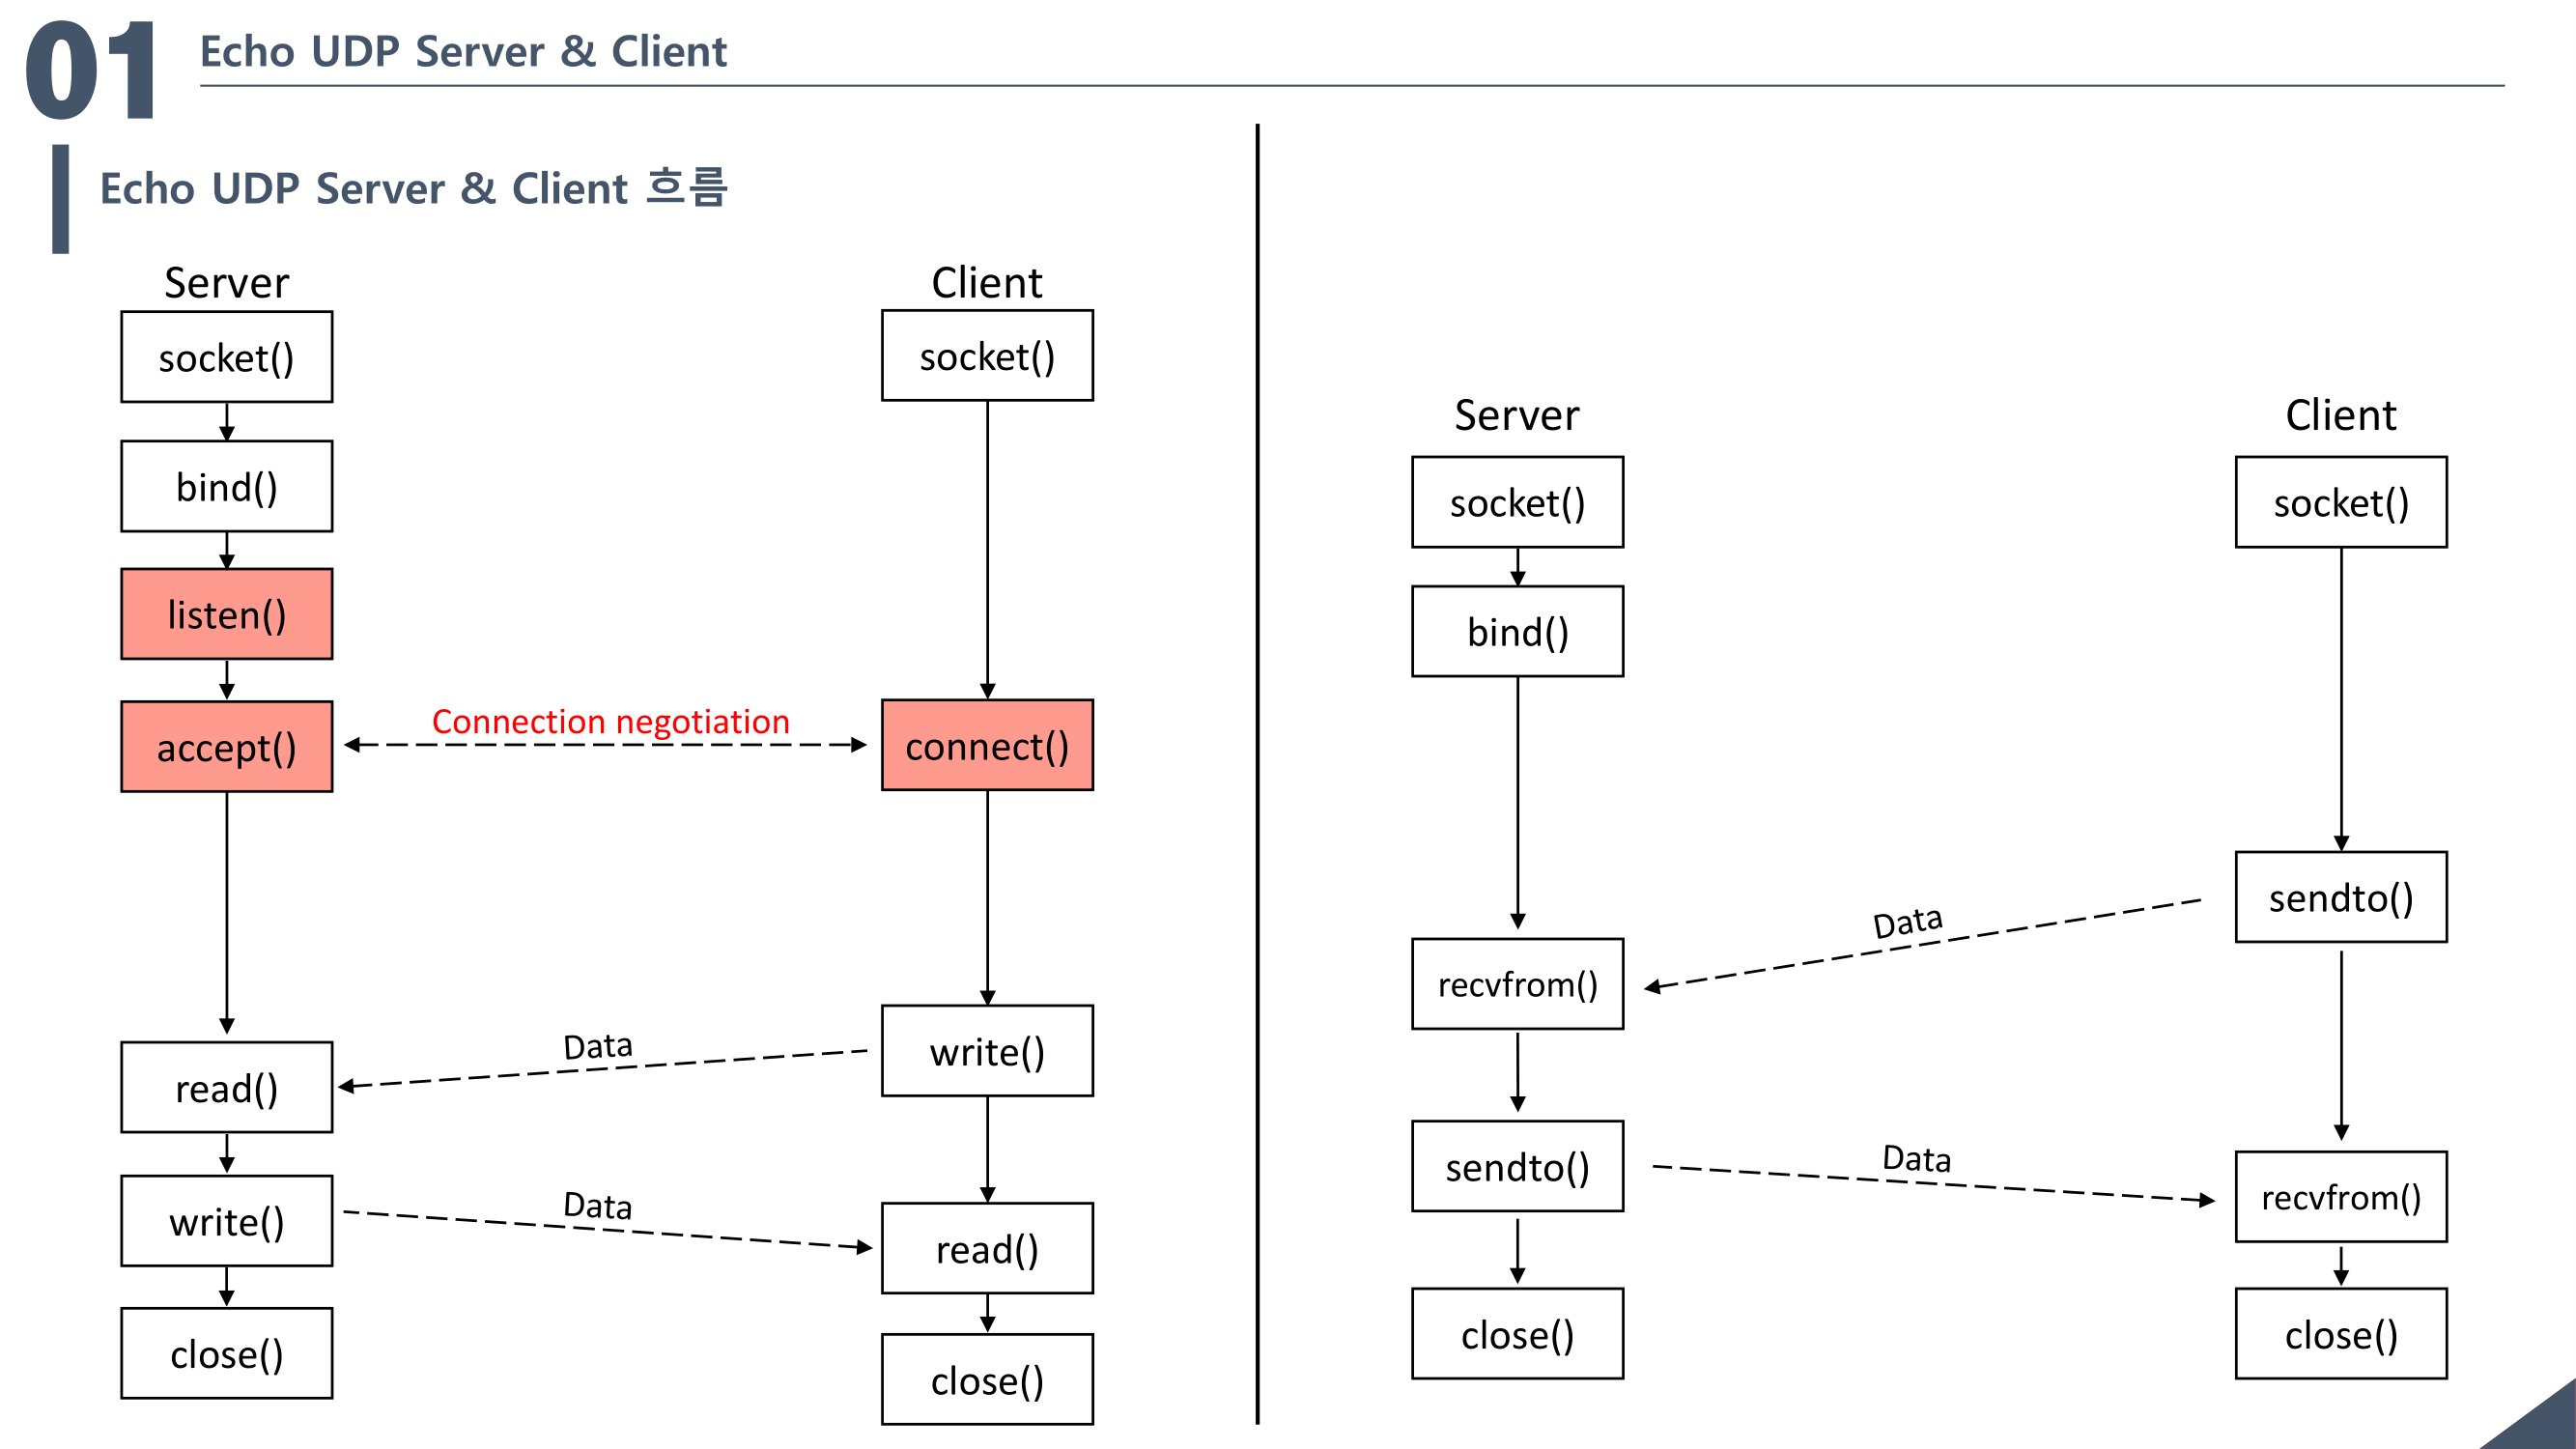 01
Echo UDP Server & Client
Echo UDP Server & Client 흐름
Server
Client
socket()
socket()
bind()
listen()
accept()
Connection negotiation
connect()
Data
write()
read()
write()
Data
read()
close()
close()
Server
Client
socket()
socket()
bind()
sendto()
Data
recvfrom()
sendto()
Data
recvfrom()
close()
close()